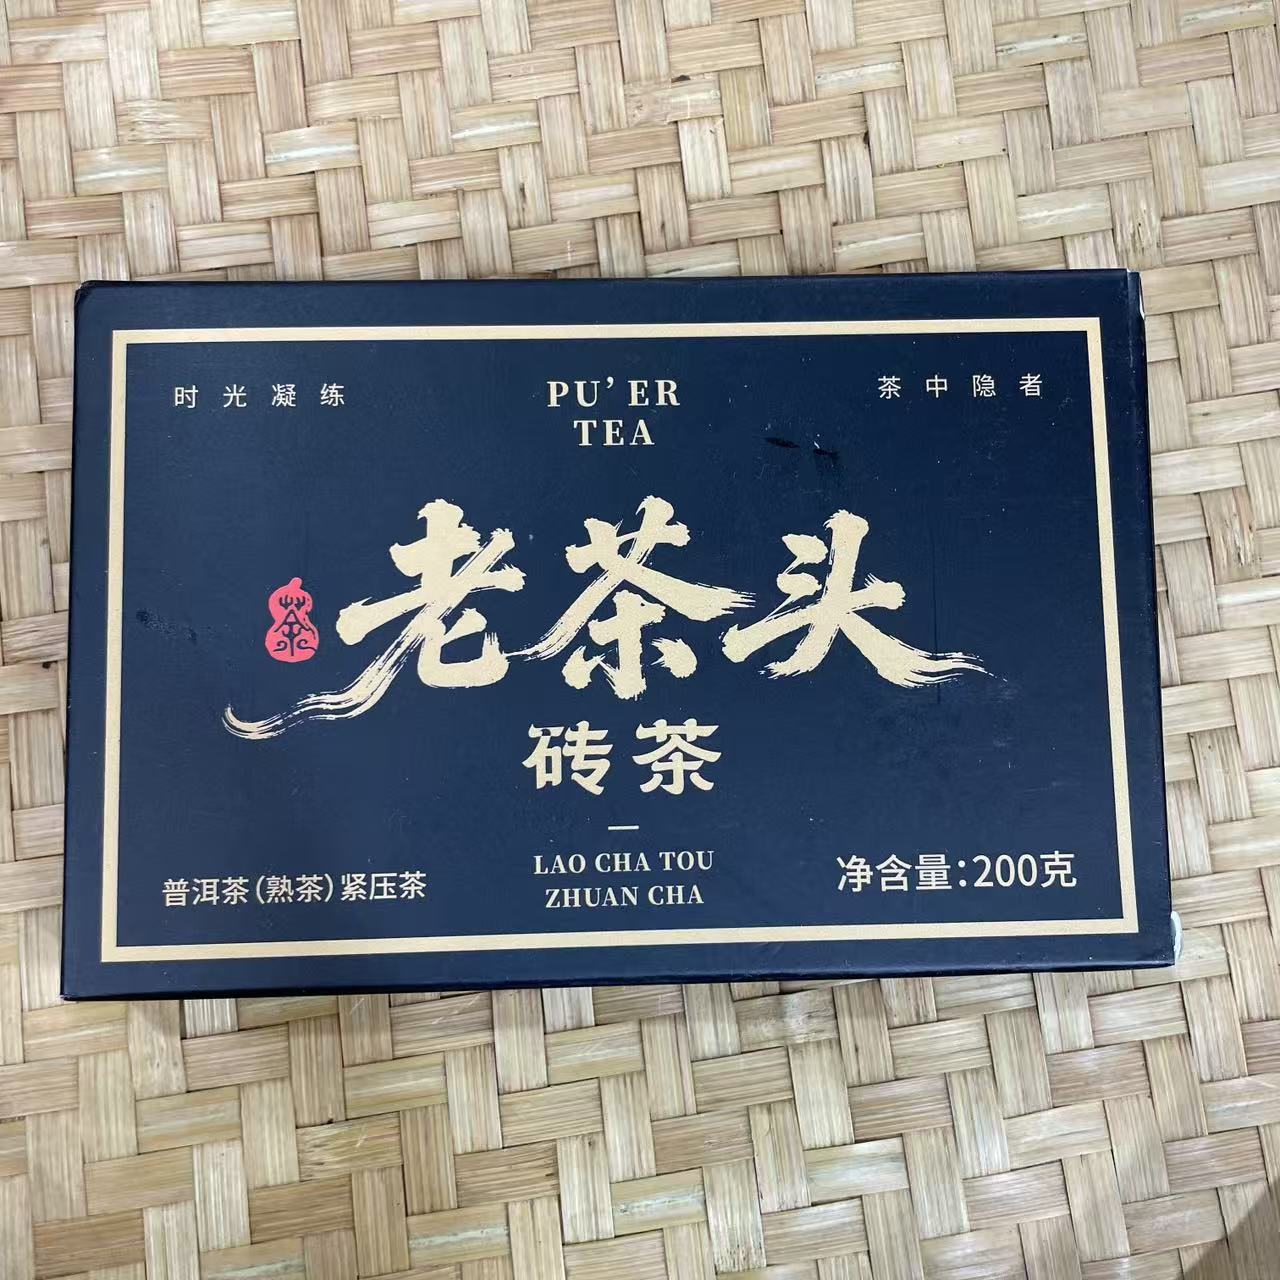 时光凝练
PU'ER
TEA
茶中隐者
老茶头
茶
砖茶
LAO CHA TOU
ZHUAN CHA
普洱茶(熟茶)紧压茶
净含量:200克